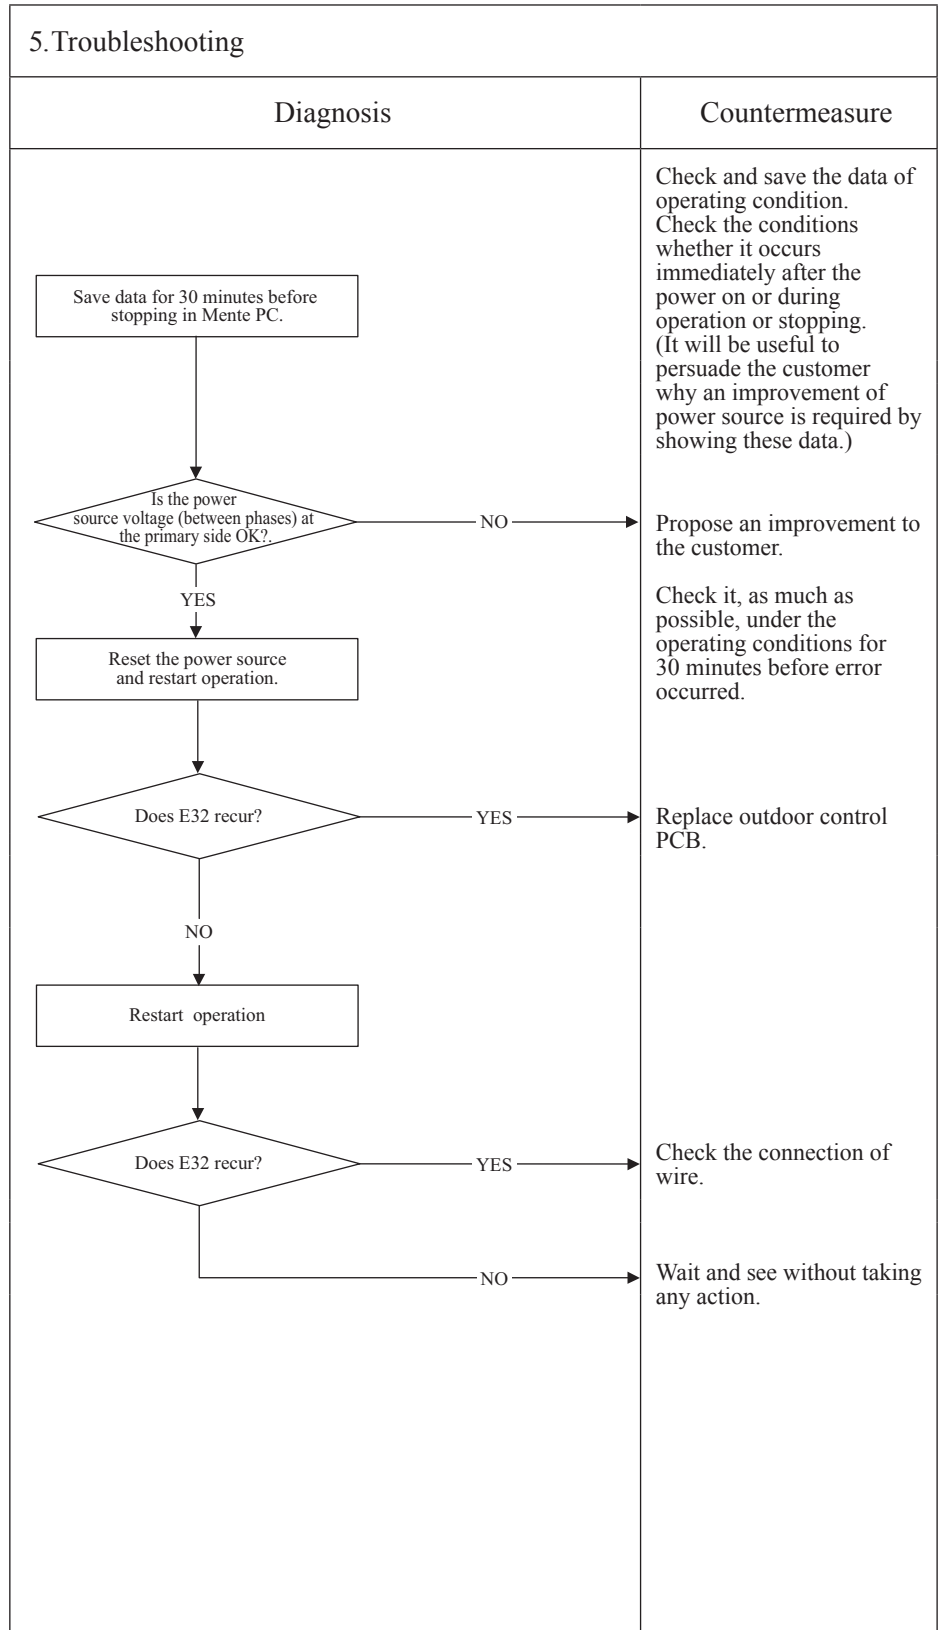 5.Troubleshooting
Diagnosis
Countermeasure
Check and save the data of
operating condition.
Check the conditions
whether it occurs
immediately after the
power on or during
operation or stopping.
(It will be useful to
persuade the customer
why an improvement of
power source is required by
showing these data.)
Save data for 30 minutes before
stopping in Mente PC.
Is the power
source voltage (between phases) at
the primary side OK?.
NO
Propose an improvement to
the customer.
YES
Check it, as much as
possible, under the
operating conditions for
30 minutes before error
occurred.
Reset the power source
and restart operation.
Does E32 recur?
YES
Replace outdoor control
PCB.
NO
Restart operation
Does E32 recur?
YES
Check the connection of
wire.
NO
Wait and see without taking
any action.